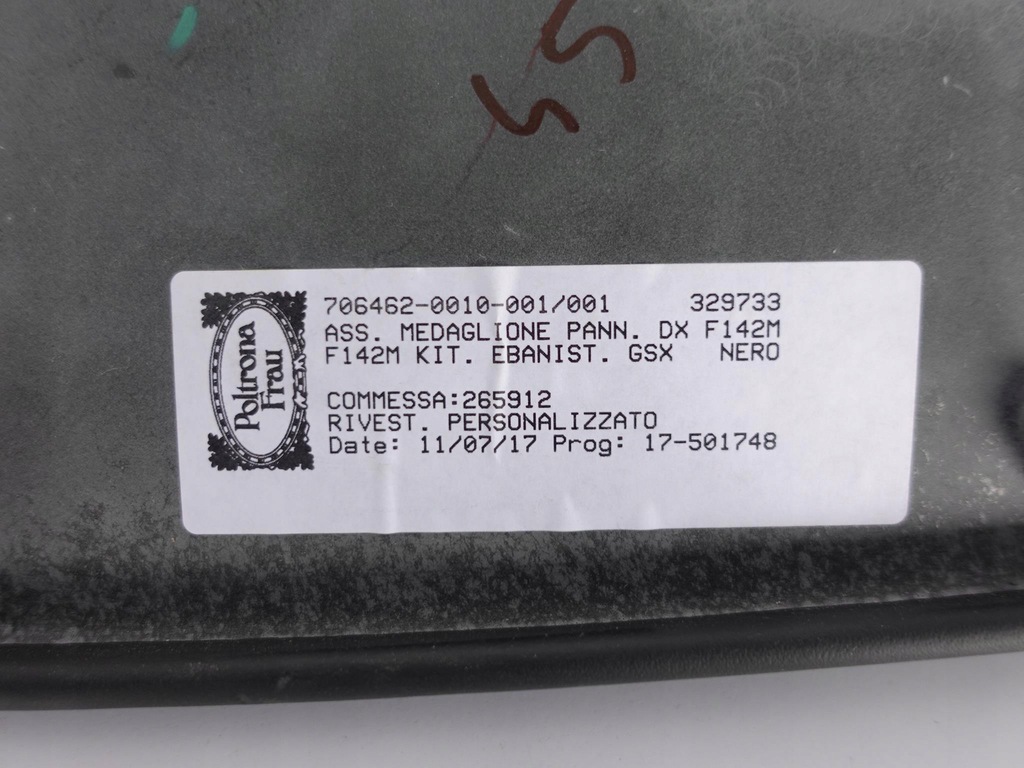 55
Poltrona
Frau
706462-0010-001/001 329733
ASS. MEDAGLIONE PANN. DX F142M
F142M KIT. EBANIST. GSX NERO
COMMESSA:265912
RIVEST. PERSONALIZZATO
Date: 11/07/17 Prog: 17-501748